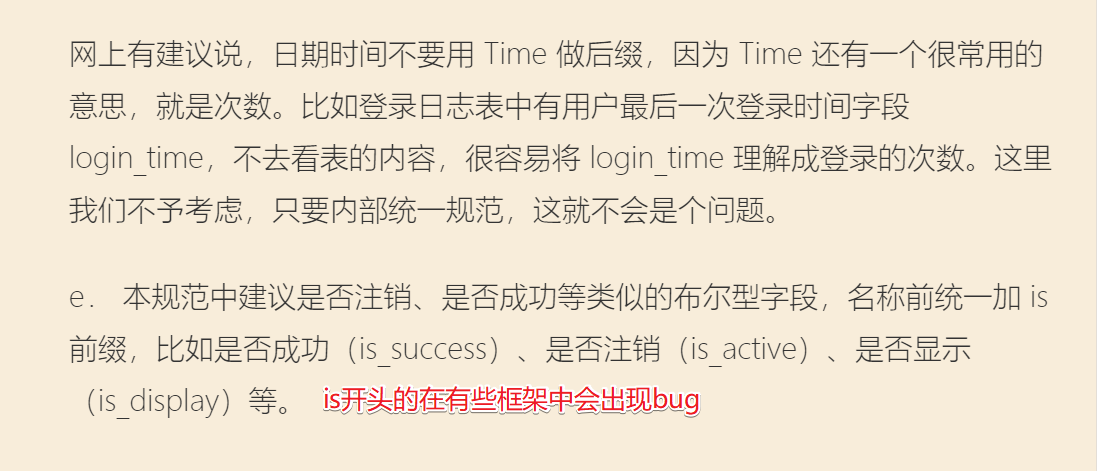 网上有建议说，日期时间不要用 Time 做后缀，因为 Time 还有一个很常用的
意思，就是次数。比如登录日志表中有用户最后一次登录时间字段
login_time，不去看表的内容，很容易将 login_time 理解成登录的次数。这里
我们不予考虑，只要内部统一规范，这就不会是个问题。
e． 本规范中建议是否注销、是否成功等类似的布尔型字段，名称前统一加 is
前缀，比如是否成功（is_success）、是否注销（is_active）、是否显示
（is_display）等。 is开头的在有些框架中会出现bug